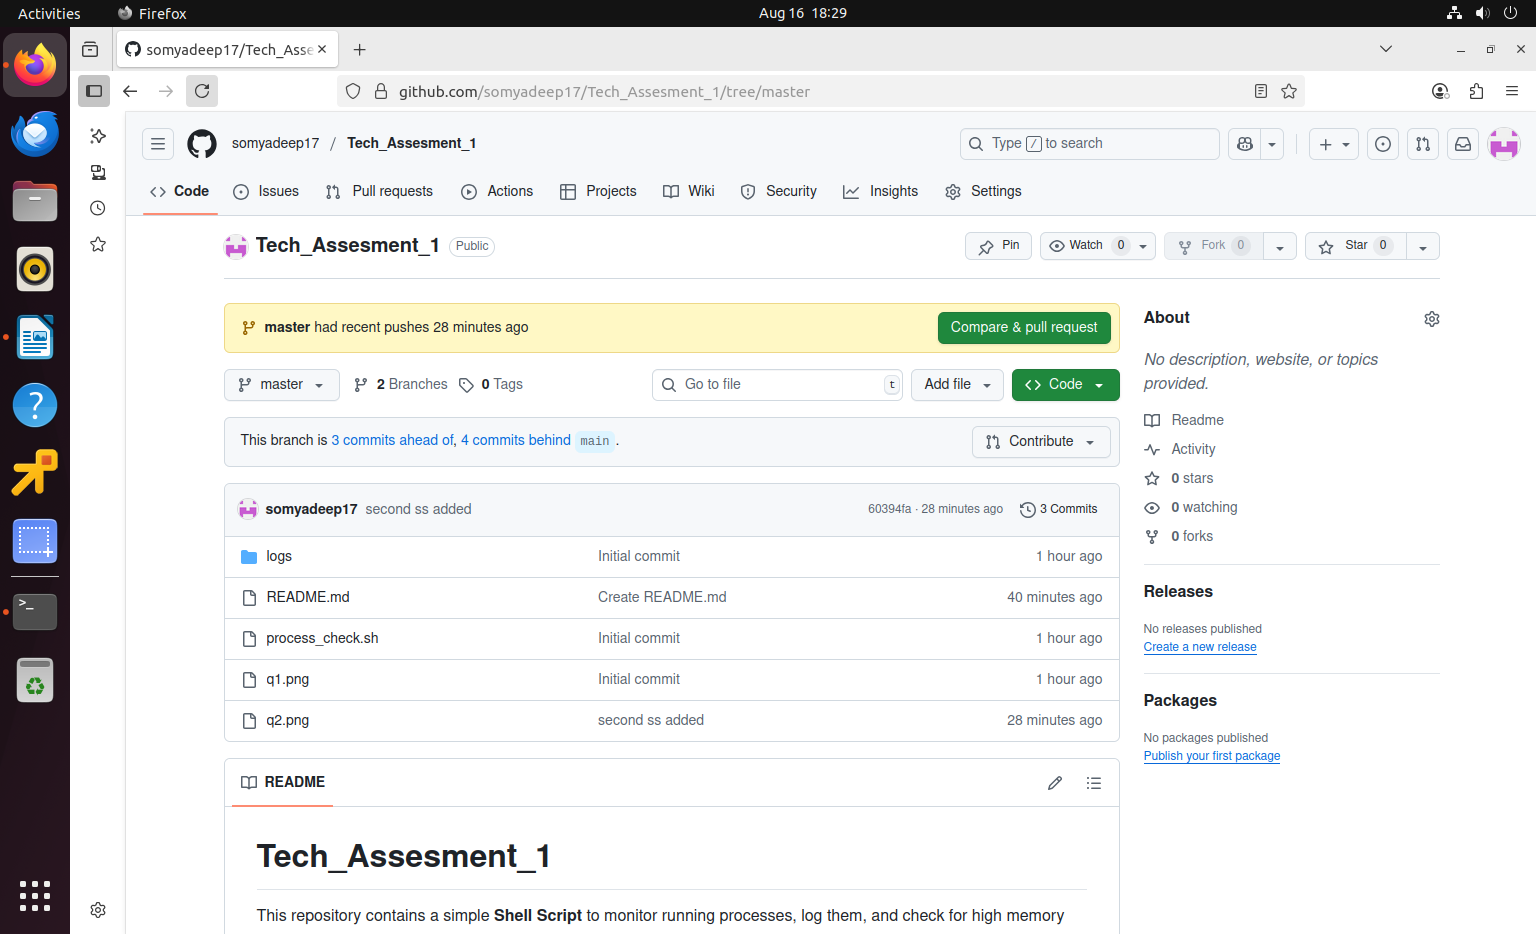 Activities Firefox Aug 16 18:29
somyadeep17/Tech_Asse
github.com/somyadeep17/Tech_Assesment_1/tree/master
somyadeep17 / Tech_Assesment_1 Type / to search
Code Issues Pull requests Actions Projects Wiki Security Insights Settings
Tech_Assesment_1 Public Pin Watch 0 Fork 0 Star 0
master had recent pushes 28 minutes ago Compare & pull request
master 2 Branches 0 Tags Go to file t Add file Code
This branch is 3 commits ahead of, 4 commits behind main . Contribute
somyadeep17 second ss added 60394fa · 28 minutes ago 3 Commits
logs Initial commit 1 hour ago
README.md Create README.md 40 minutes ago
process_check.sh Initial commit 1 hour ago
q1.png Initial commit 1 hour ago
q2.png second ss added 28 minutes ago
README
Tech_Assesment_1
This repository contains a simple Shell Script to monitor running processes, log them, and check for high memory
About
No description, website, or topics
provided.
Readme
Activity
0 stars
0 watching
0 forks
Releases
No releases published
Create a new release
Packages
No packages published
Publish your first package